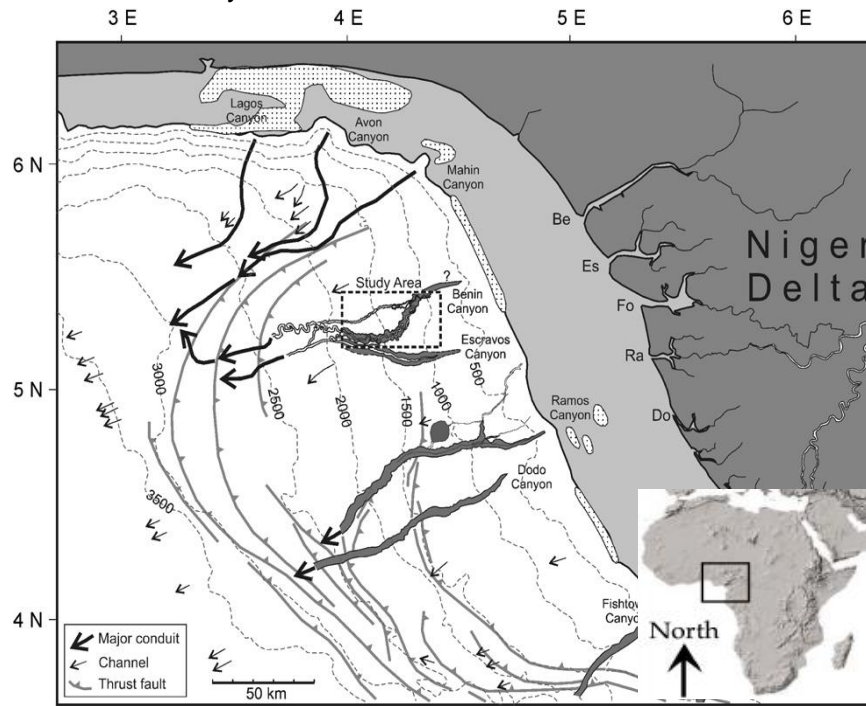 3 E 4 E 5 E 6 E
6 N
5 N
4 N
Lagos
Canyon
Avon
Canyon
Mahin
Canyon
Be
Es
Fo
Ra
Do
Niger
Delta
Study Area
?
Benin
Canyon
Escravos
Canyon
3000
2500
2000
1500
1000
500
3500
Ramos
Canyon
Dodo
Canyon
Fishtow
Canyo
Major conduit
Channel
Thrust fault
50 km
North